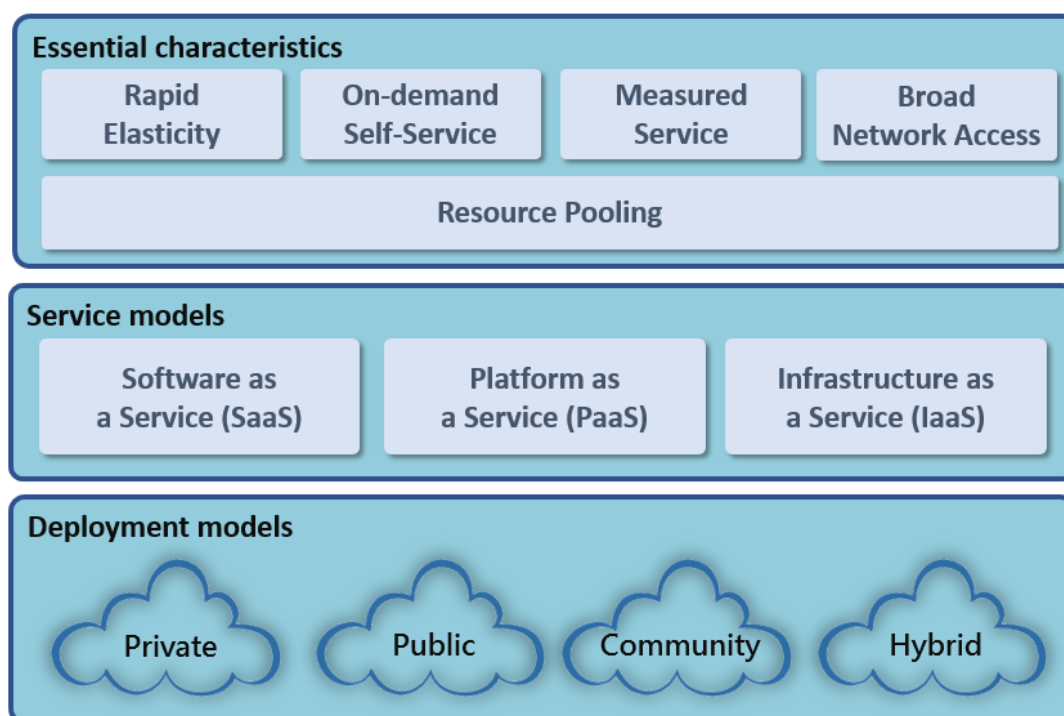 Essential characteristics
Rapid
Elasticity
On-demand
Self-Service
Measured
Service
Broad
Network Access
Resource Pooling
Service models
Software as
a Service (SaaS)
Platform as
a Service (PaaS)
Infrastructure as
a Service (IaaS)
Deployment models
Private
Public
Community
Hybrid